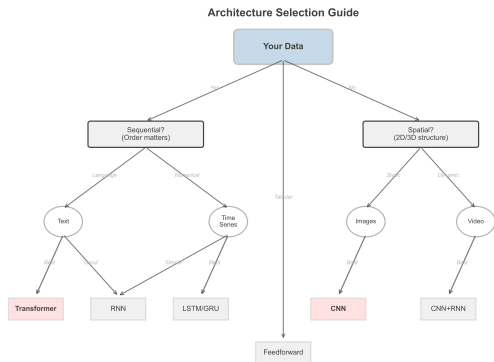 Architecture Selection Guide
Your Data
Yes
No
Sequential?
(Order matters)
Spatial?
(2D/3D structure)
Language
Numerical
Tabular
Static
Dynamic
Text
Time
Series
Images
Video
Best
Good
Simple
Best
Best
Best
Transformer
RNN
LSTM/GRU
CNN
CNN+RNN
Feedforward